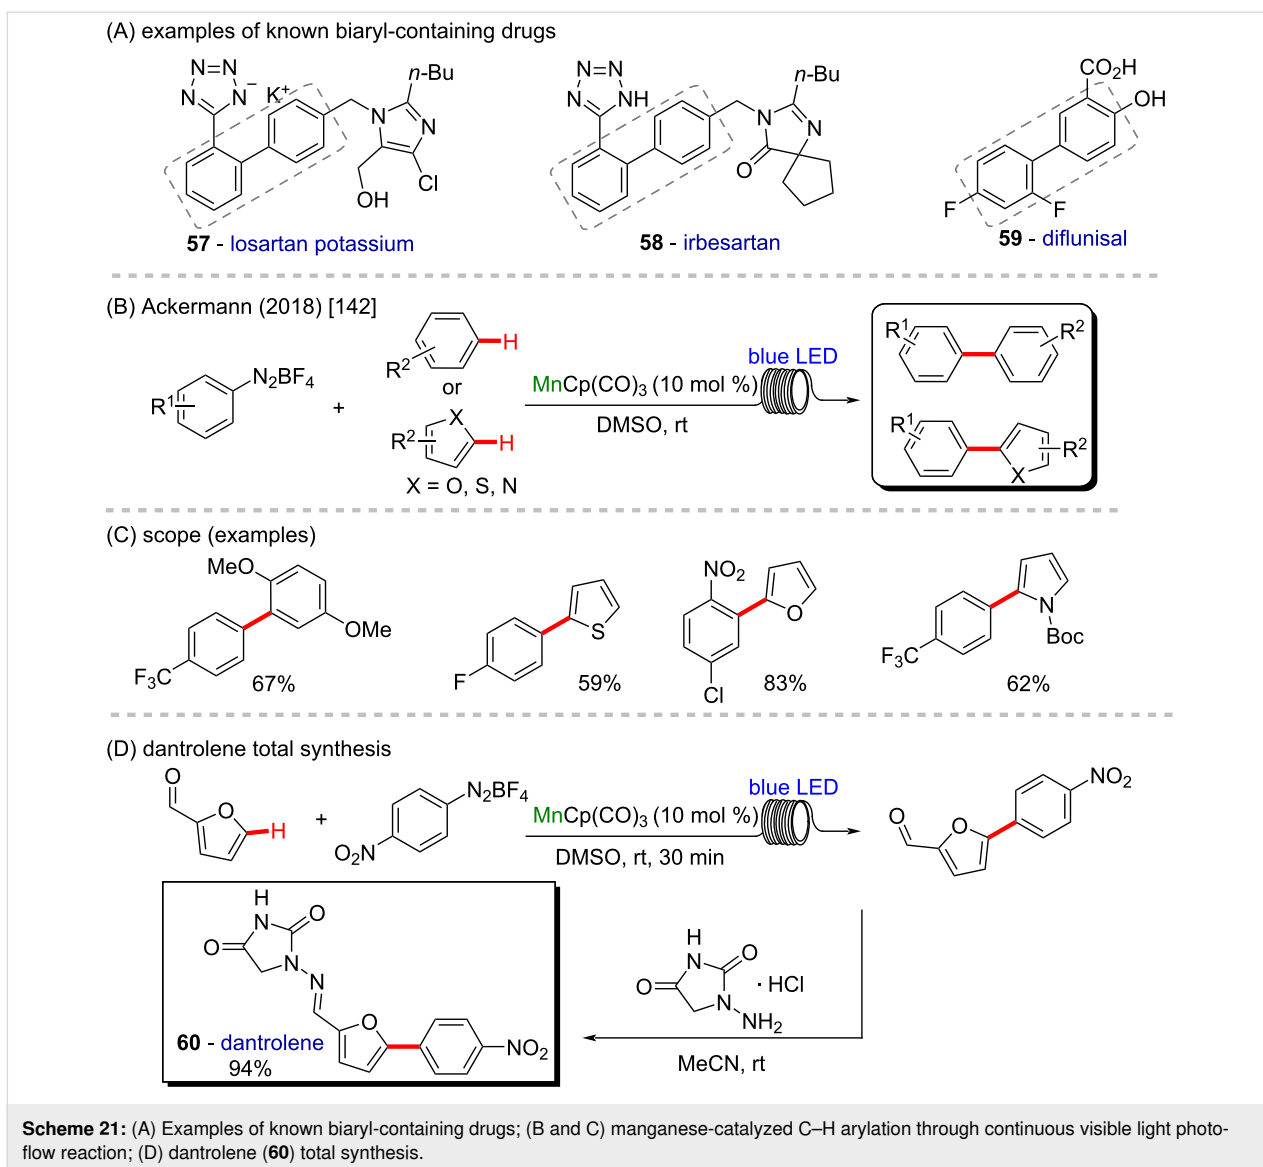 (A) examples of known biaryl-containing drugs
N=N
N
N⁻
K⁺
n-Bu
N
N
Cl
OH
57 - losartan potassium
N=N
N
NH
n-Bu
N
N
O
58 - irbesartan
CO₂H
OH
F
F
59 - diflunisal
(B) Ackermann (2018) [142]
R¹
N₂BF₄
+
R²
H
or
R²
X
H
X = O, S, N
MnCp(CO)₃ (10 mol %)
DMSO, rt
blue LED
R¹
R²
R¹
X
R²
(C) scope (examples)
MeO
OMe
F₃C
67%
S
F
59%
NO₂
O
Cl
83%
N
Boc
F₃C
62%
(D) dantrolene total synthesis
O
O
H
+
N₂BF₄
O₂N
MnCp(CO)₃ (10 mol %)
DMSO, rt, 30 min
blue LED
NO₂
O
O
H
N
O
O
N
N
O
NO₂
60 - dantrolene
94%
H
N
O
O
N
NH₂
· HCl
MeCN, rt
Scheme 21: (A) Examples of known biaryl-containing drugs; (B and C) manganese-catalyzed C–H arylation through continuous visible light photo-
flow reaction; (D) dantrolene (60) total synthesis.